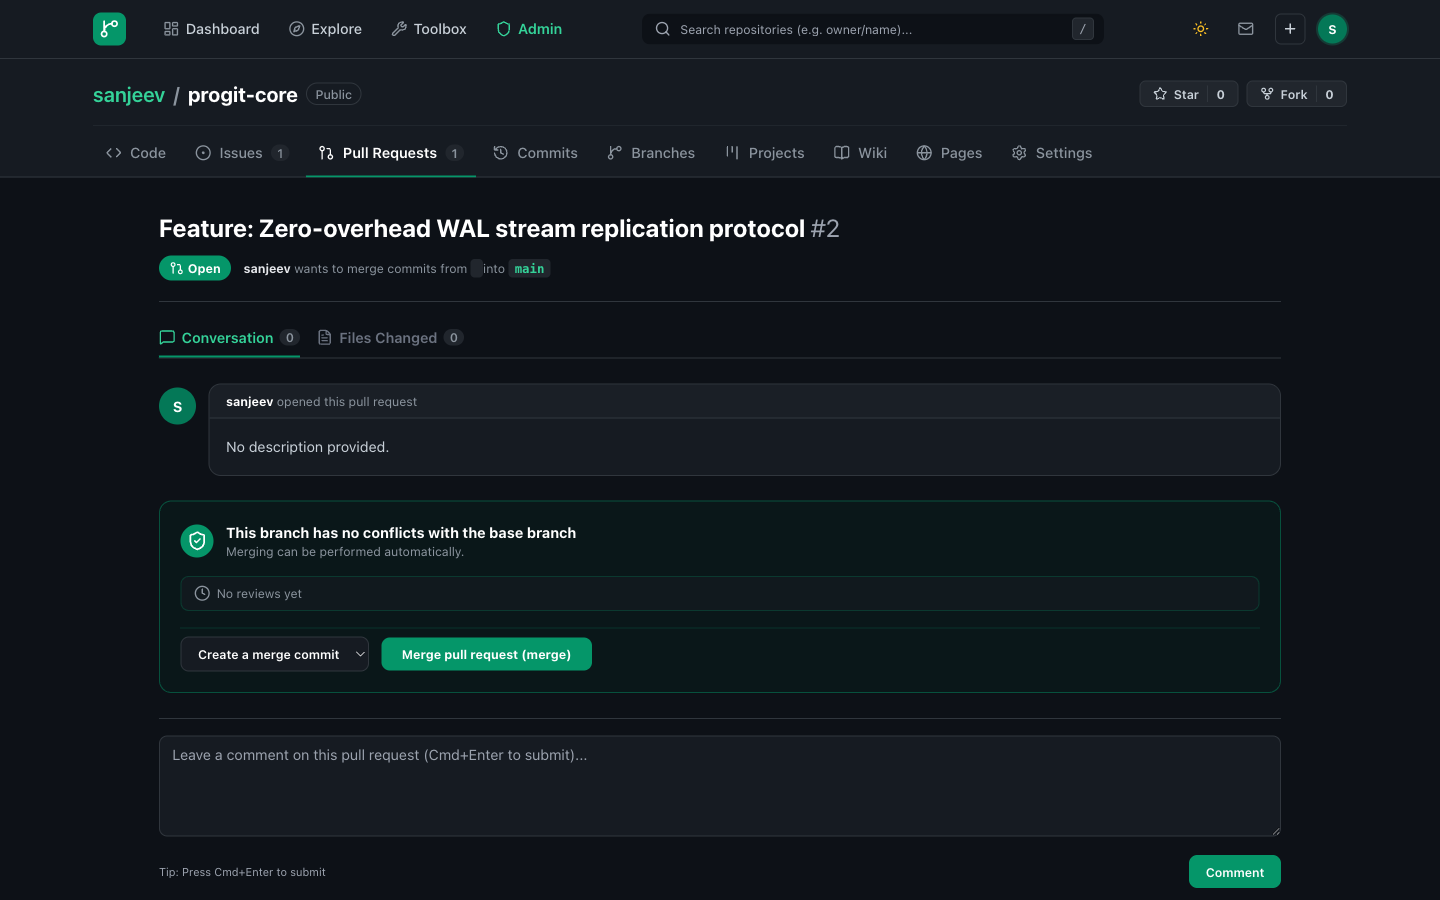 Dashboard Explore Toolbox Admin Search repositories (e.g. owner/name)... / S
sanjeev / progit-core Public Star 0 Fork 0
Code Issues 1 Pull Requests 1 Commits Branches Projects Wiki Pages Settings
Feature: Zero-overhead WAL stream replication protocol #2
Open sanjeev wants to merge commits from into main
Conversation 0 Files Changed 0
S sanjeev opened this pull request
No description provided.
This branch has no conflicts with the base branch
Merging can be performed automatically.
No reviews yet
Create a merge commit Merge pull request (merge)
Leave a comment on this pull request (Cmd+Enter to submit)...
Tip: Press Cmd+Enter to submit Comment